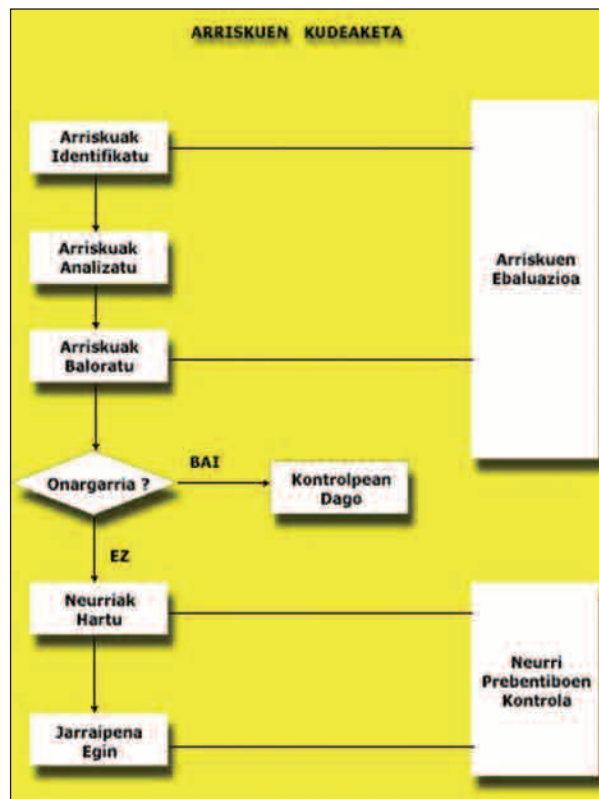 ARRISKUEN KUDEAKETA
Arriskuak
Identifikatu
Arriskuak
Analizatu
Arriskuen
Ebaluazioa
Arriskuak
Baloratu
Onargarria ?
BAI
Kontrolpean
Dago
EZ
Neurriak
Hartu
Neurri
Prebentiboen
Kontrola
Jarraipena
Egin